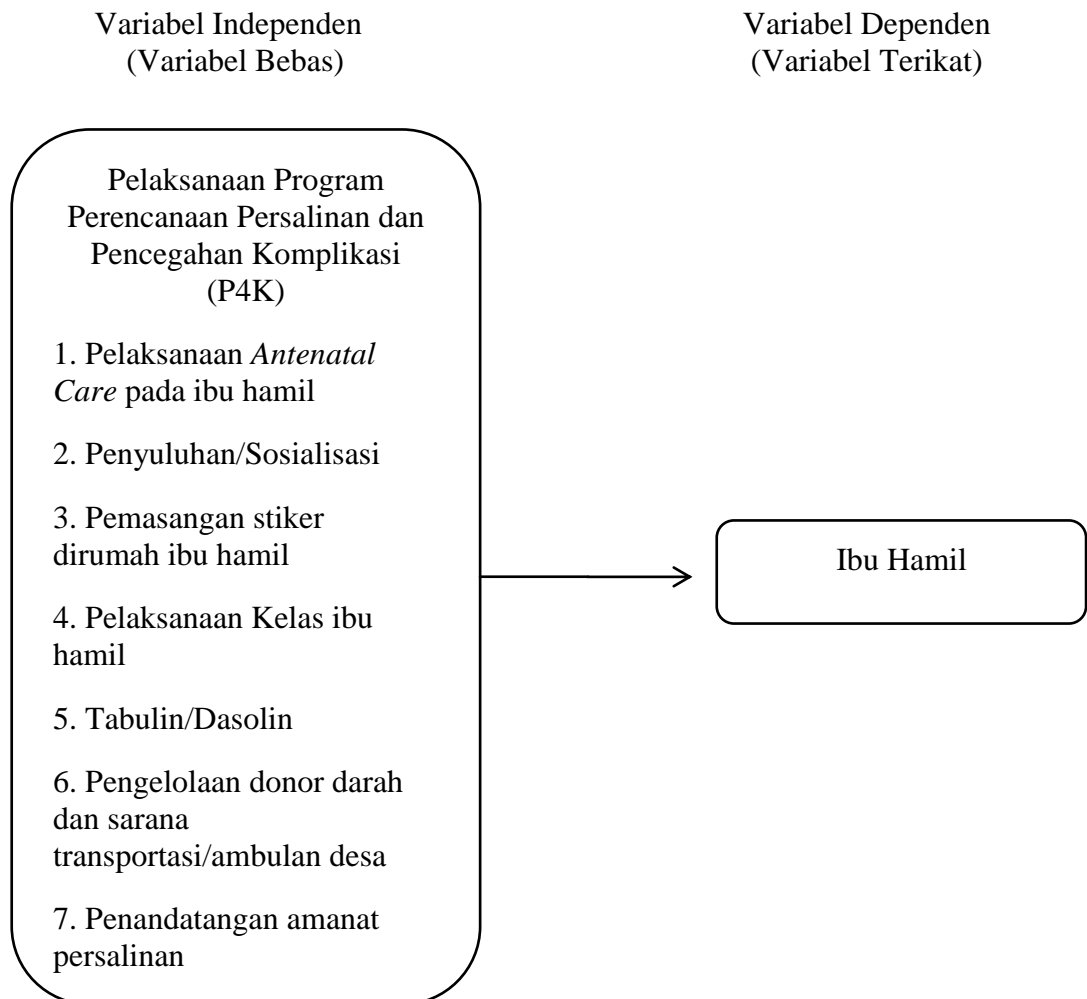 Variabel Independen
(Variabel Bebas)
Variabel Dependen
(Variabel Terikat)
Pelaksanaan Program
Perencanaan Persalinan dan
Pencegahan Komplikasi
(P4K)
1. Pelaksanaan Antenatal
Care pada ibu hamil
2. Penyuluhan/Sosialisasi
3. Pemasangan stiker
dirumah ibu hamil
4. Pelaksanaan Kelas ibu
hamil
5. Tabulin/Dasolin
6. Pengelolaan donor darah
dan sarana
transportasi/ambulan desa
7. Penandatangan amanat
persalinan
Ibu Hamil